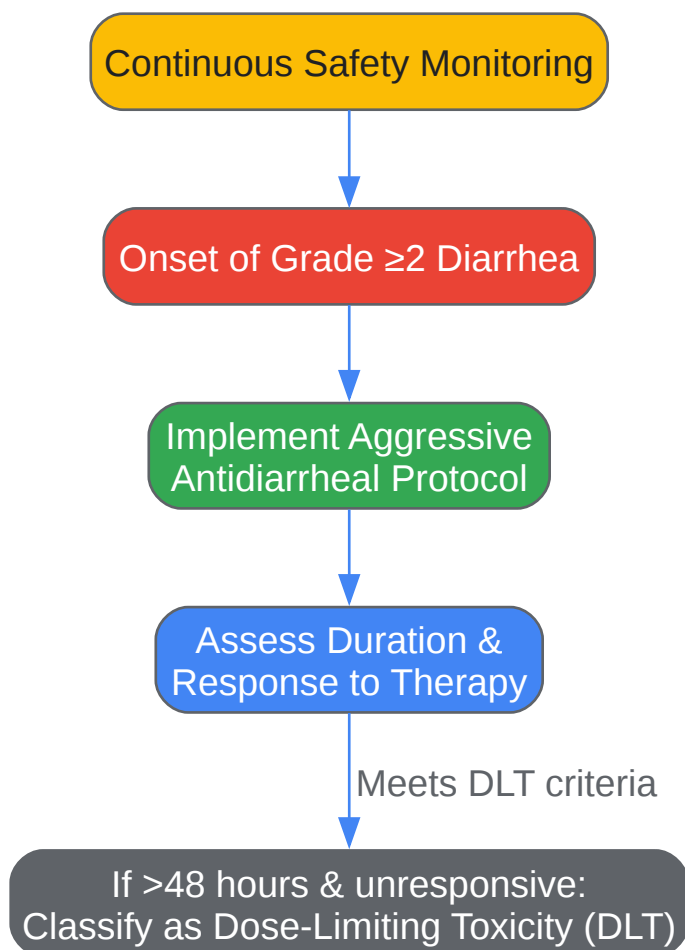 Continuous Safety Monitoring
Onset of Grade ≥2 Diarrhea
Implement Aggressive
Antidiarrheal Protocol
Assess Duration &
Response to Therapy
Meets DLT criteria
If >48 hours & unresponsive:
Classify as Dose-Limiting Toxicity (DLT)